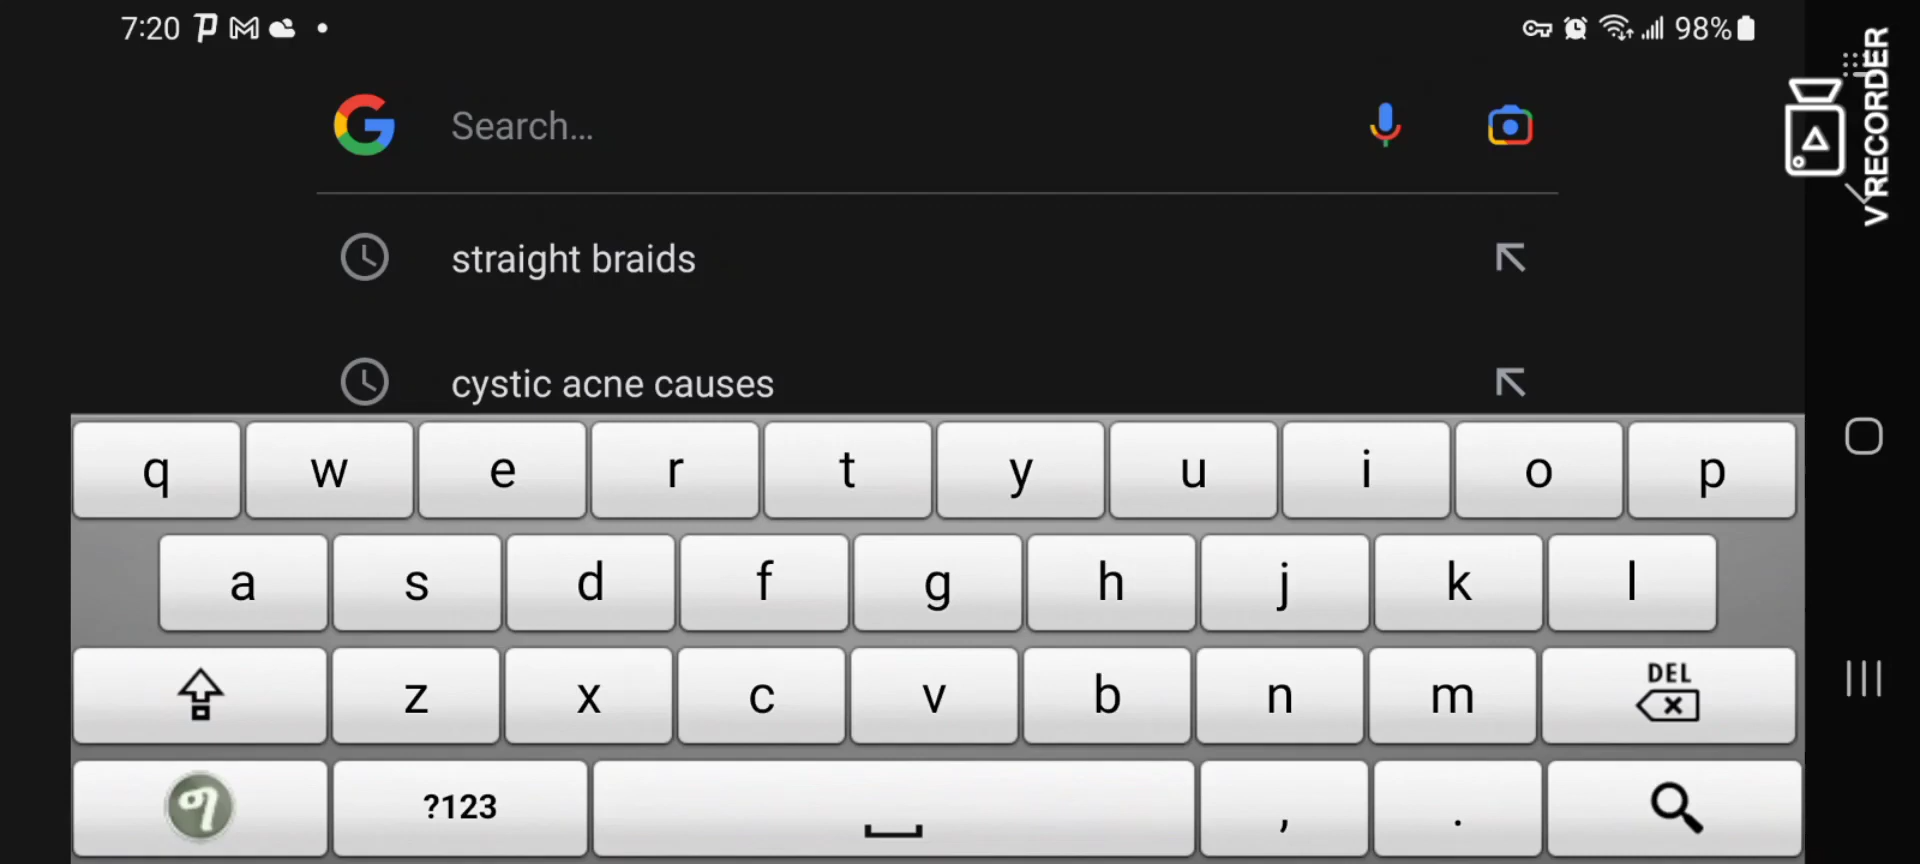 7:20 98%
V RECORDER
Search...
straight braids
cystic acne causes
q w e r t y u i o p
a s d f g h j k l
z x c v b n m DEL
?123 , .